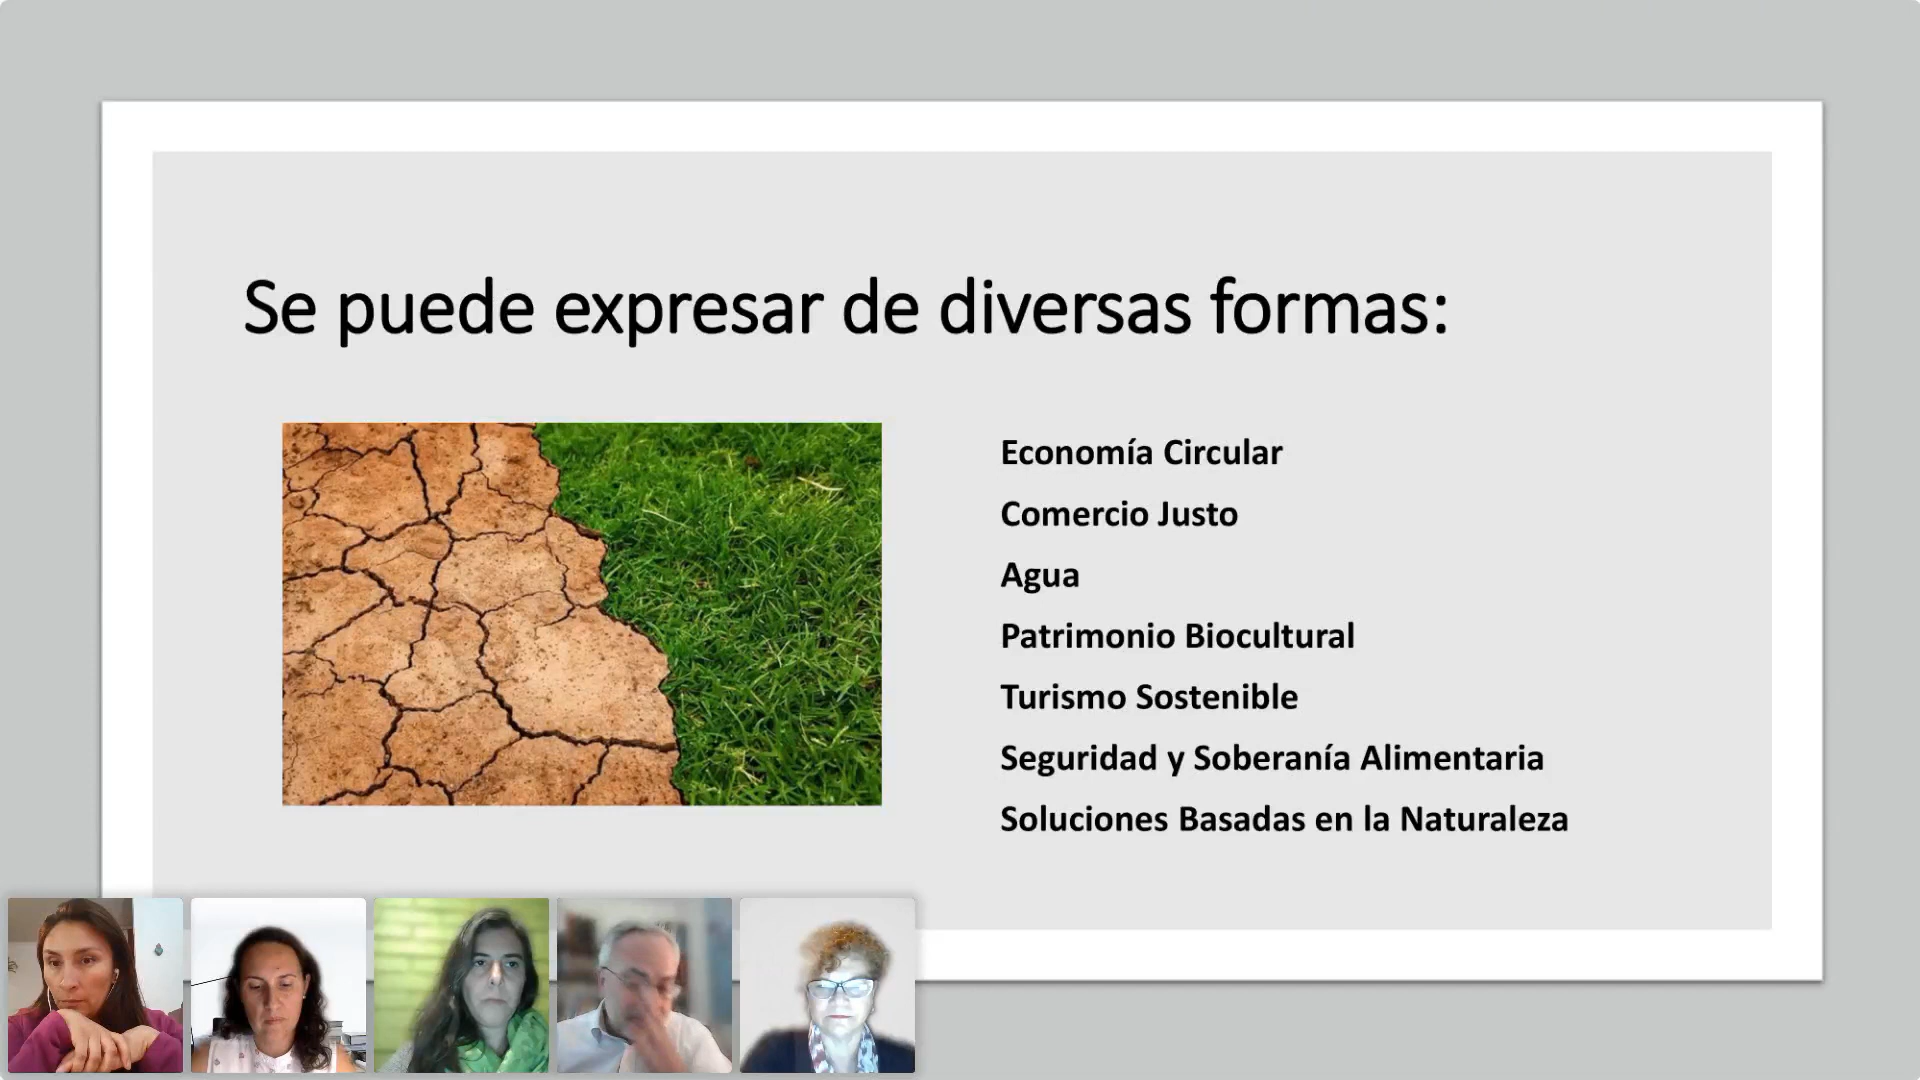 Se puede expresar de diversas formas:
Economía Circular
Comercio Justo
Agua
Patrimonio Biocultural
Turismo Sostenible
Seguridad y Soberanía Alimentaria
Soluciones Basadas en la Naturaleza